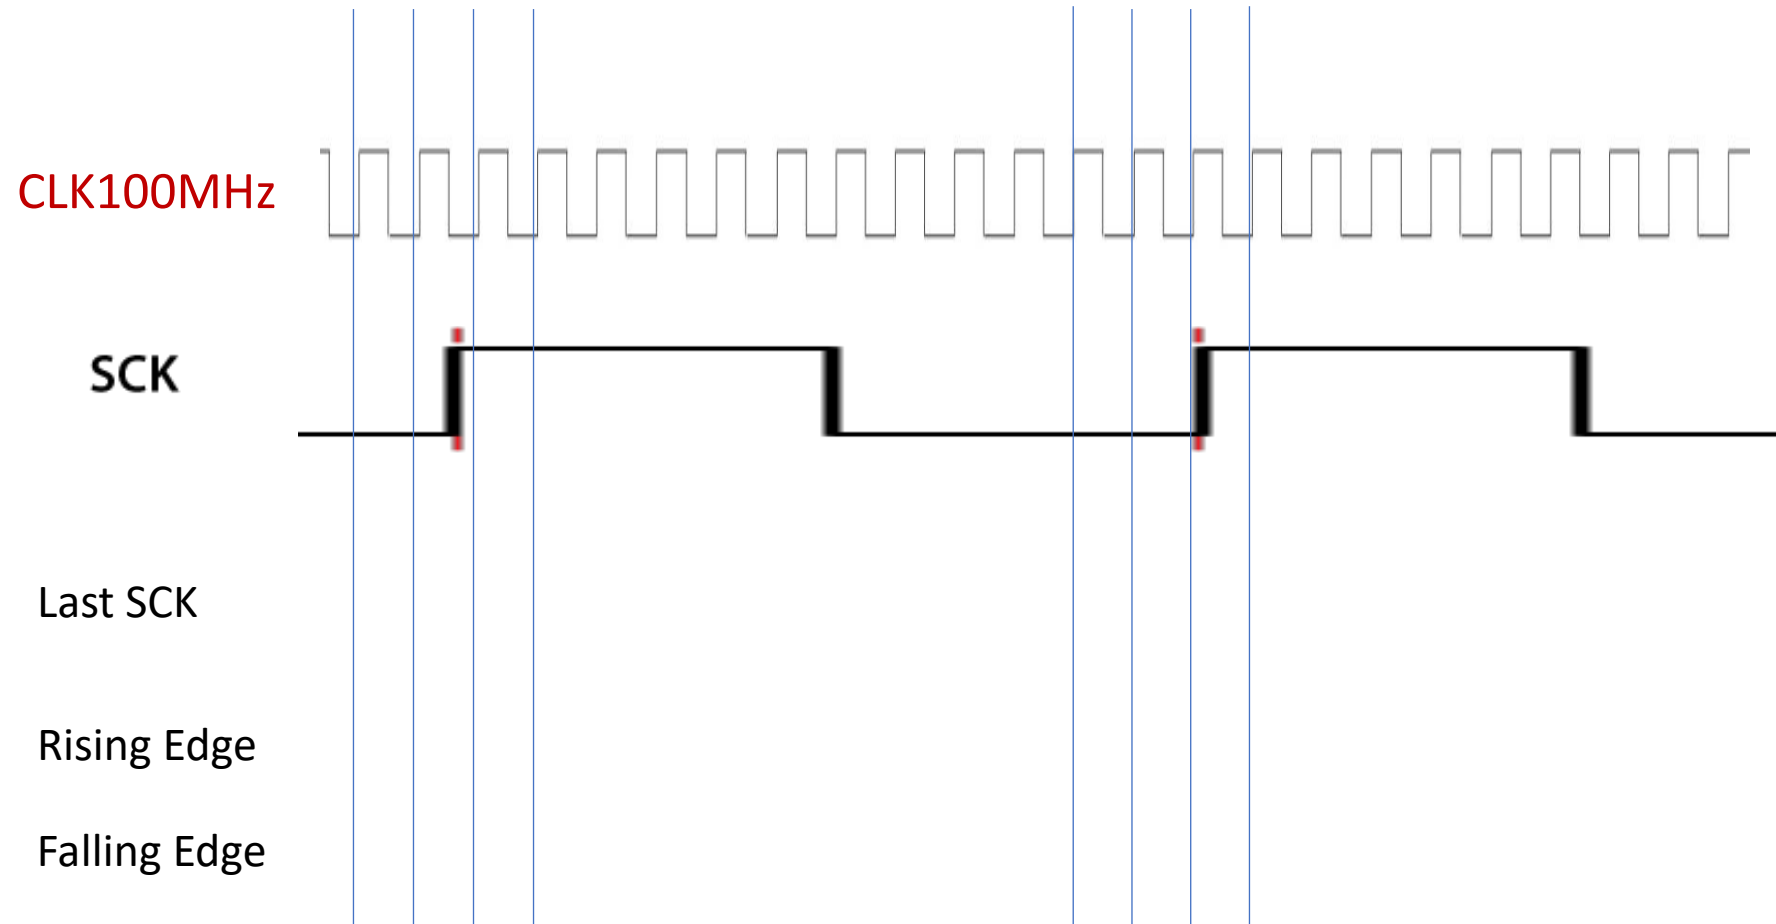 CLK100MHz
SCK
Last SCK
Rising Edge
Falling Edge